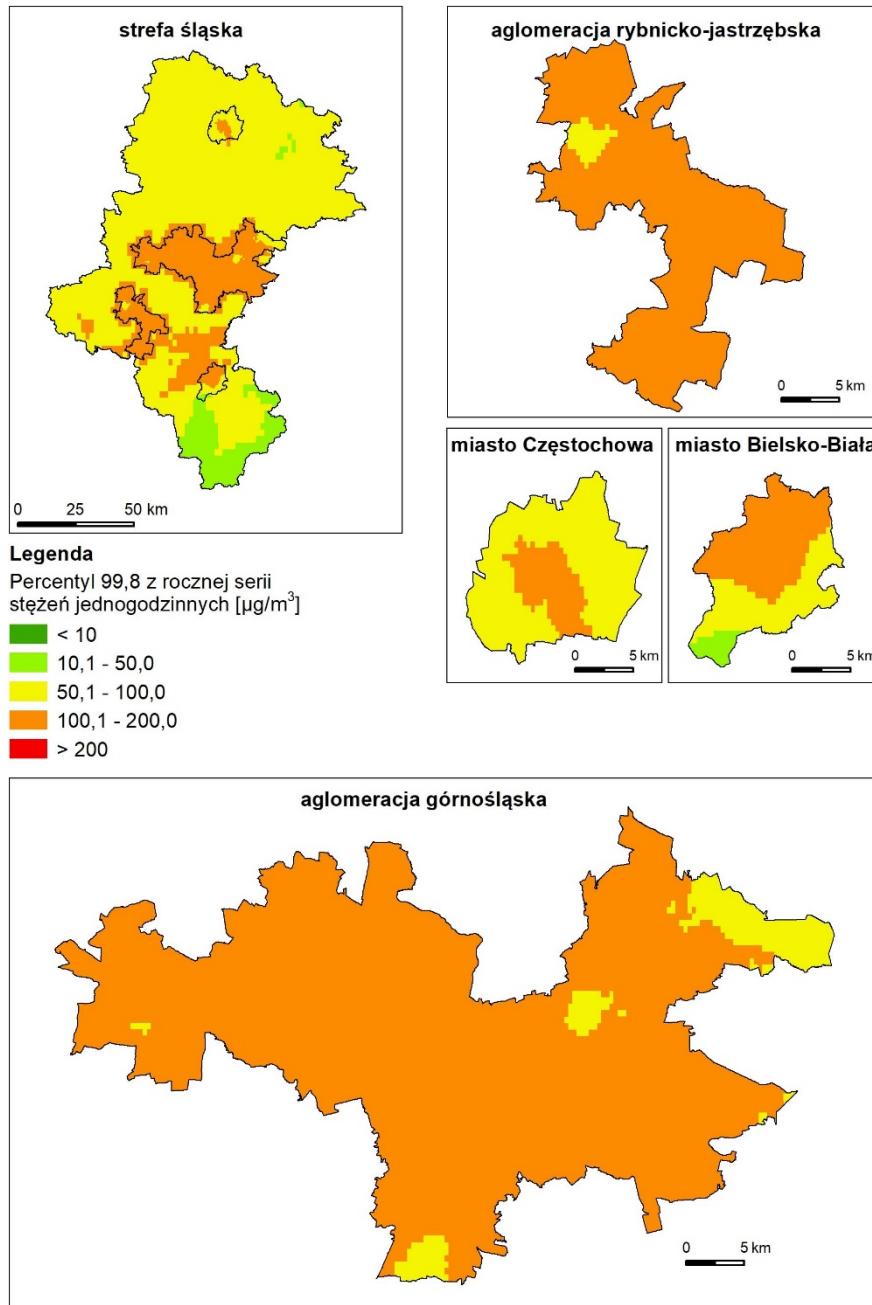 strefa śląska
0 25 50 km
aglomeracja rybnicko-jastrzębska
0 5 km
miasto Częstochowa
0 5 km
miasto Bielsko-Biała
0 5 km
Legenda
Percentyl 99,8 z rocznej serii
stężeń jednogodzinnych [µg/m³]
< 10
10,1 - 50,0
50,1 - 100,0
100,1 - 200,0
> 200
aglomeracja górnośląska
0 5 km